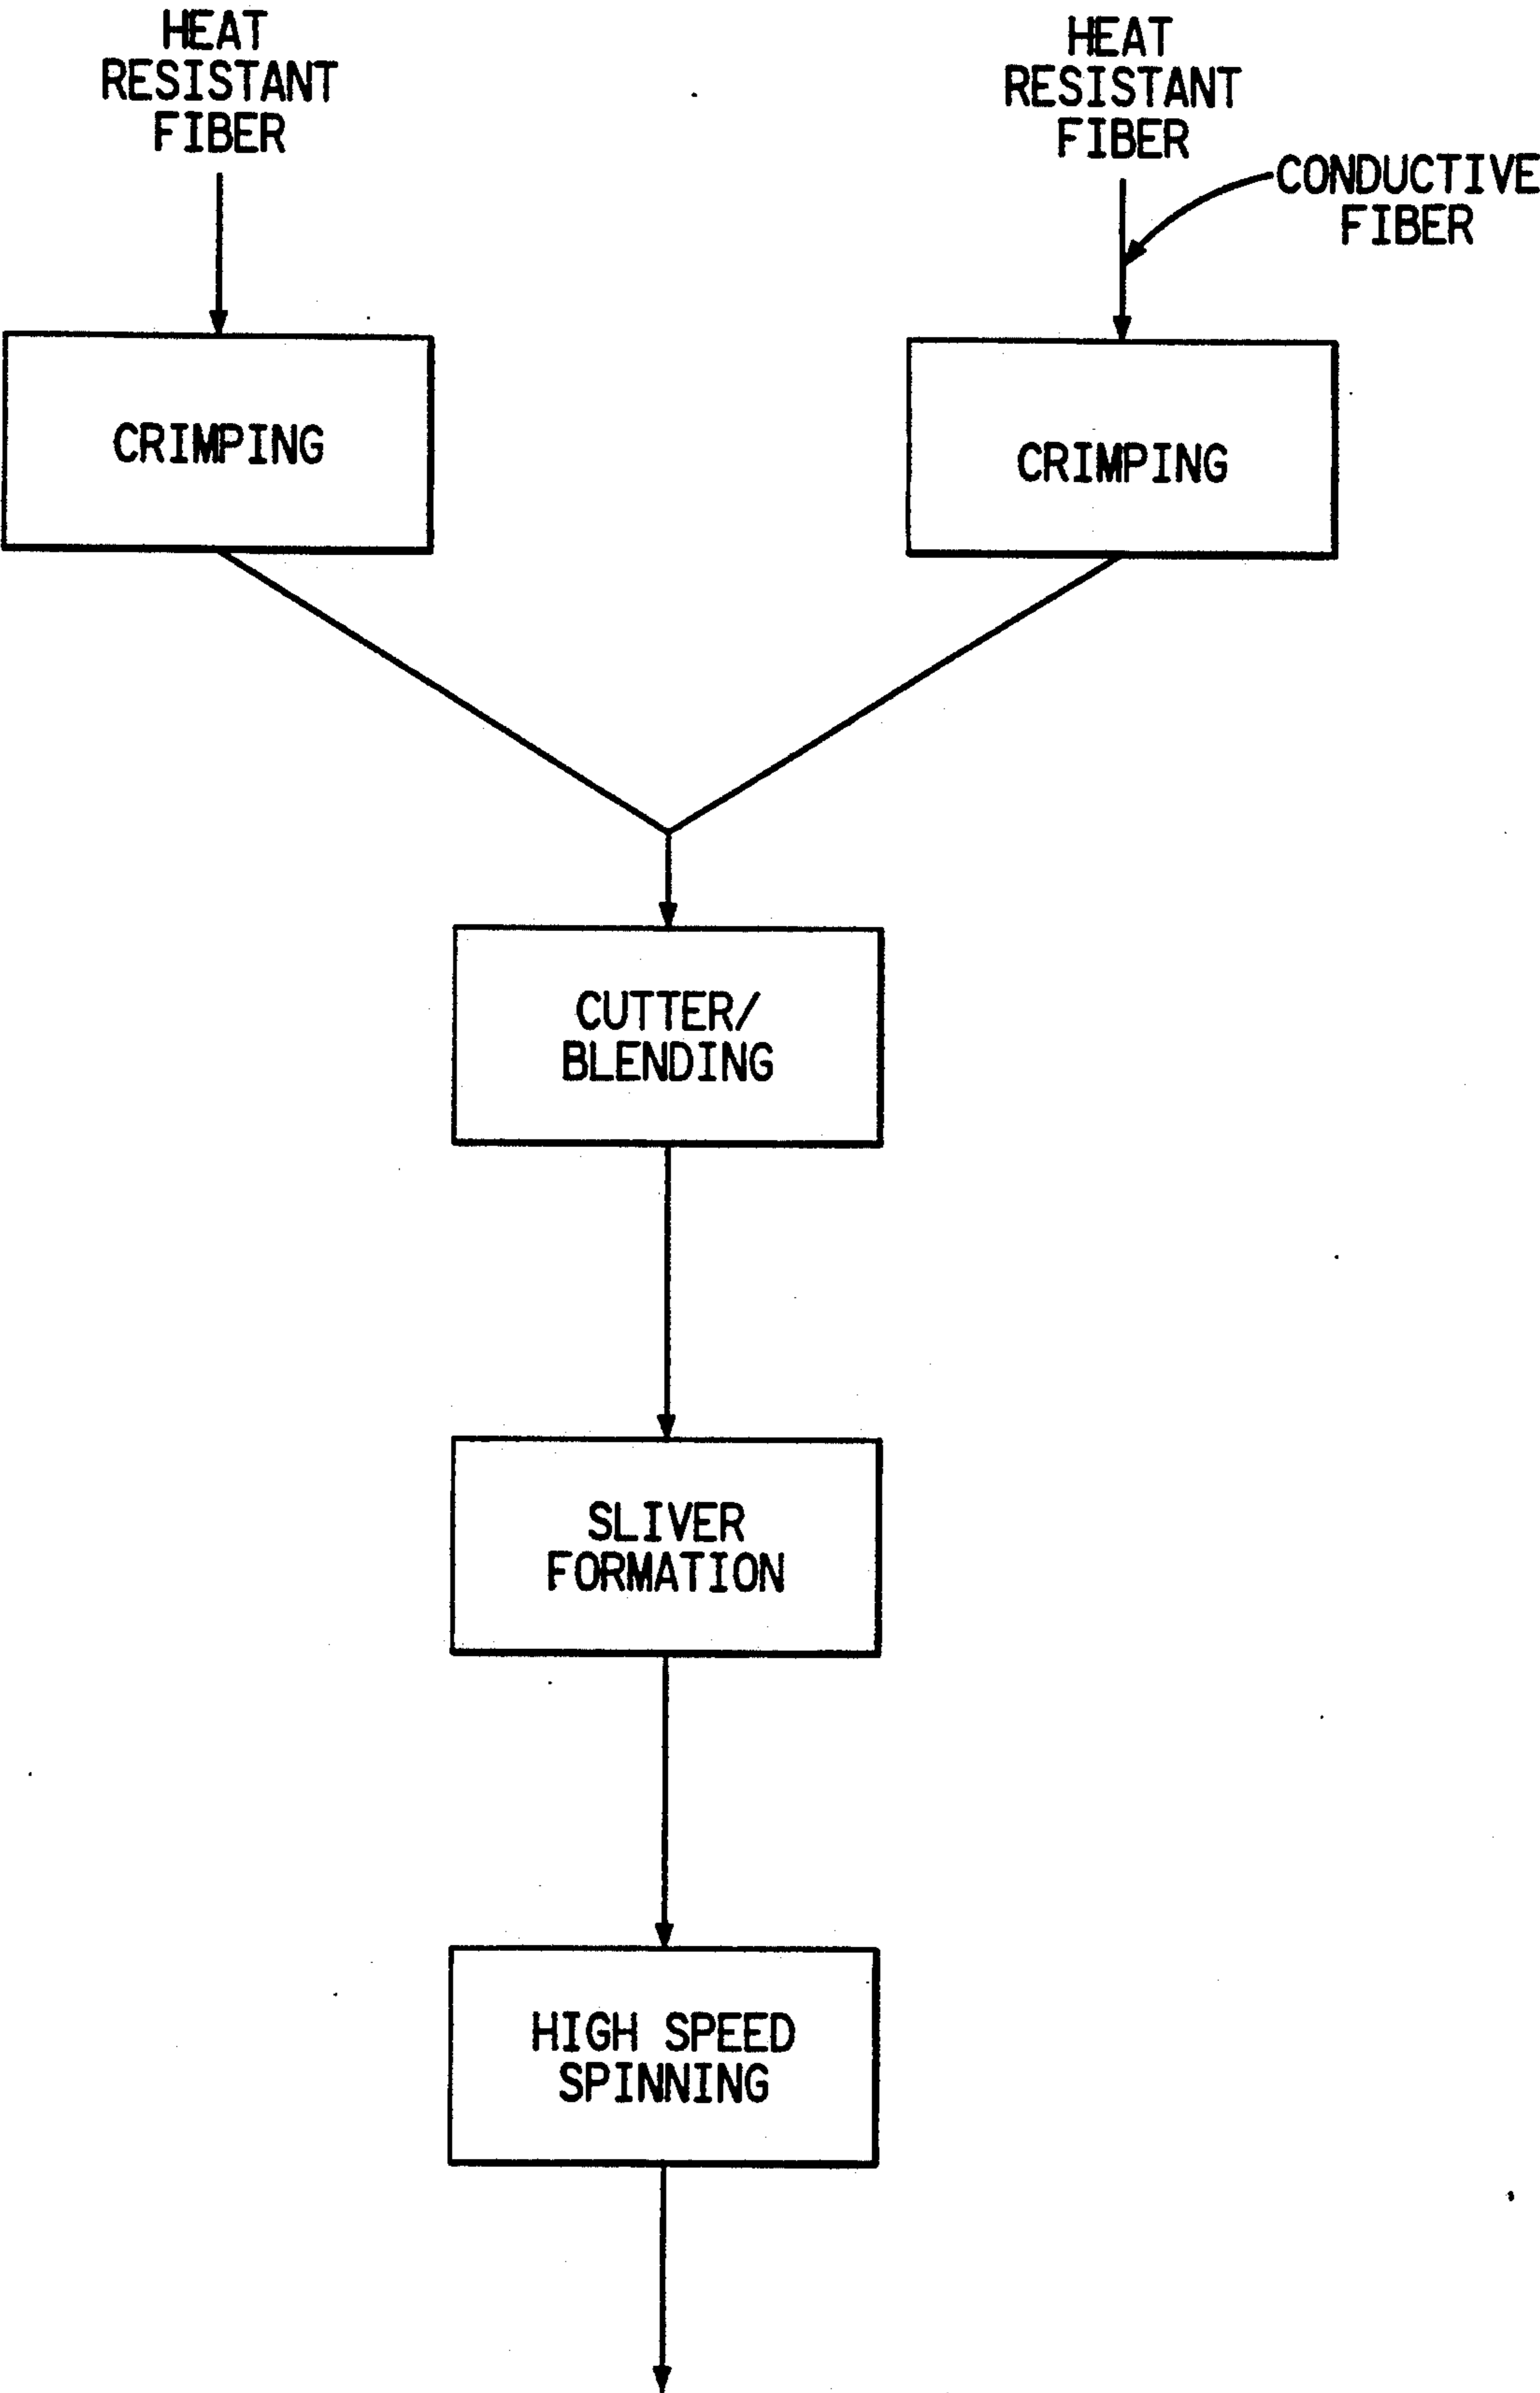 HEAT
RESISTANT
FIBER
HEAT
RESISTANT
FIBER
CONDUCTIVE
FIBER
CRIMPING
CRIMPING
CUTTER/
BLENDING
SLIVER
FORMATION
HIGH SPEED
SPINNING